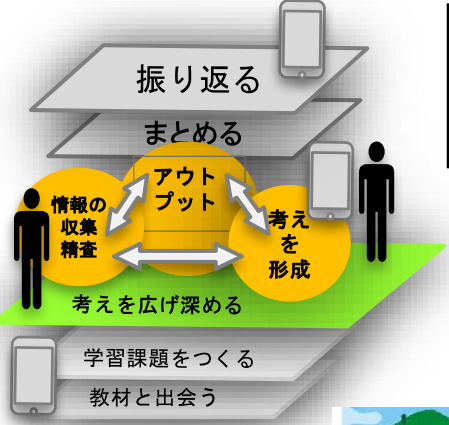 振り返る
まとめる
アウト
プット
情報の
収集
精査
考え
を
形成
考えを広げ深める
学習課題をつくる
教材と出会う